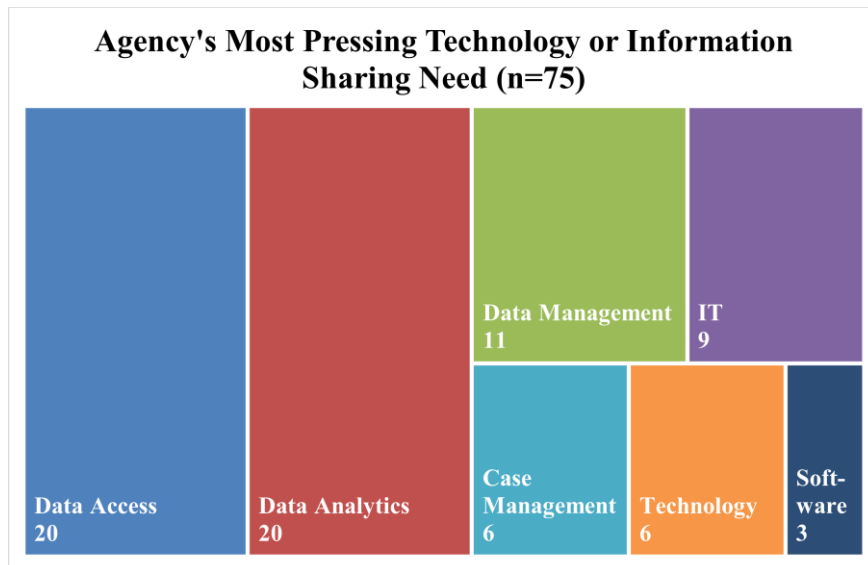 Agency's Most Pressing Technology or Information
Sharing Need (n=75)
Data Access
20
Data Analytics
20
Data Management
11
IT
9
Case
Management
6
Technology
6
Soft-
ware
3